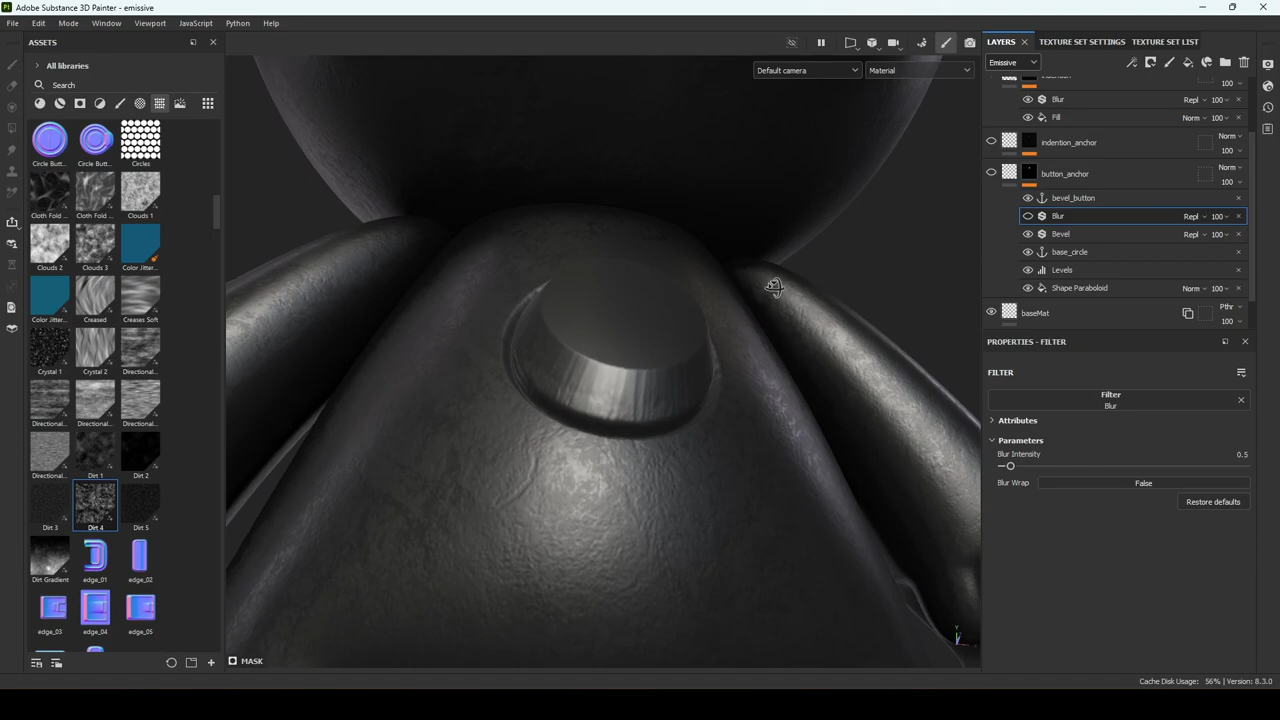 Adobe Substance 3D Painter - emissive
File Edit Mode Window Viewport JavaScript Python Help
ASSETS
All libraries
Search
Circle Butt...
Circle Butt...
Circles
Cloth Fold ...
Cloth Fold ...
Clouds 1
Clouds 2
Clouds 3
Color Jitter...
Color Jitter...
Creased
Creases Soft
Crystal 1
Crystal 2
Directional...
Directional...
Directional...
Directional...
Directional...
Dirt 1
Dirt 2
Dirt 3
Dirt 4
Dirt 5
Dirt Gradient
edge_01
edge_02
edge_03
edge_04
edge_05
Default camera
Material
MASK
Y
LAYERS
TEXTURE SET SETTINGS
TEXTURE SET LIST
Emissive
100
Blur Repl 100
Fill Norm 100
indention_anchor Norm
100
button_anchor Norm
100
bevel_button
Blur Repl 100
Bevel Repl 100
base_circle
Levels
Shape Paraboloid Norm 100
baseMat Pthr
100
PROPERTIES - FILTER
FILTER
Filter
Blur
Attributes
Parameters
Blur Intensity 0.5
Blur Wrap False
Restore defaults
Cache Disk Usage: 56% | Version: 8.3.0